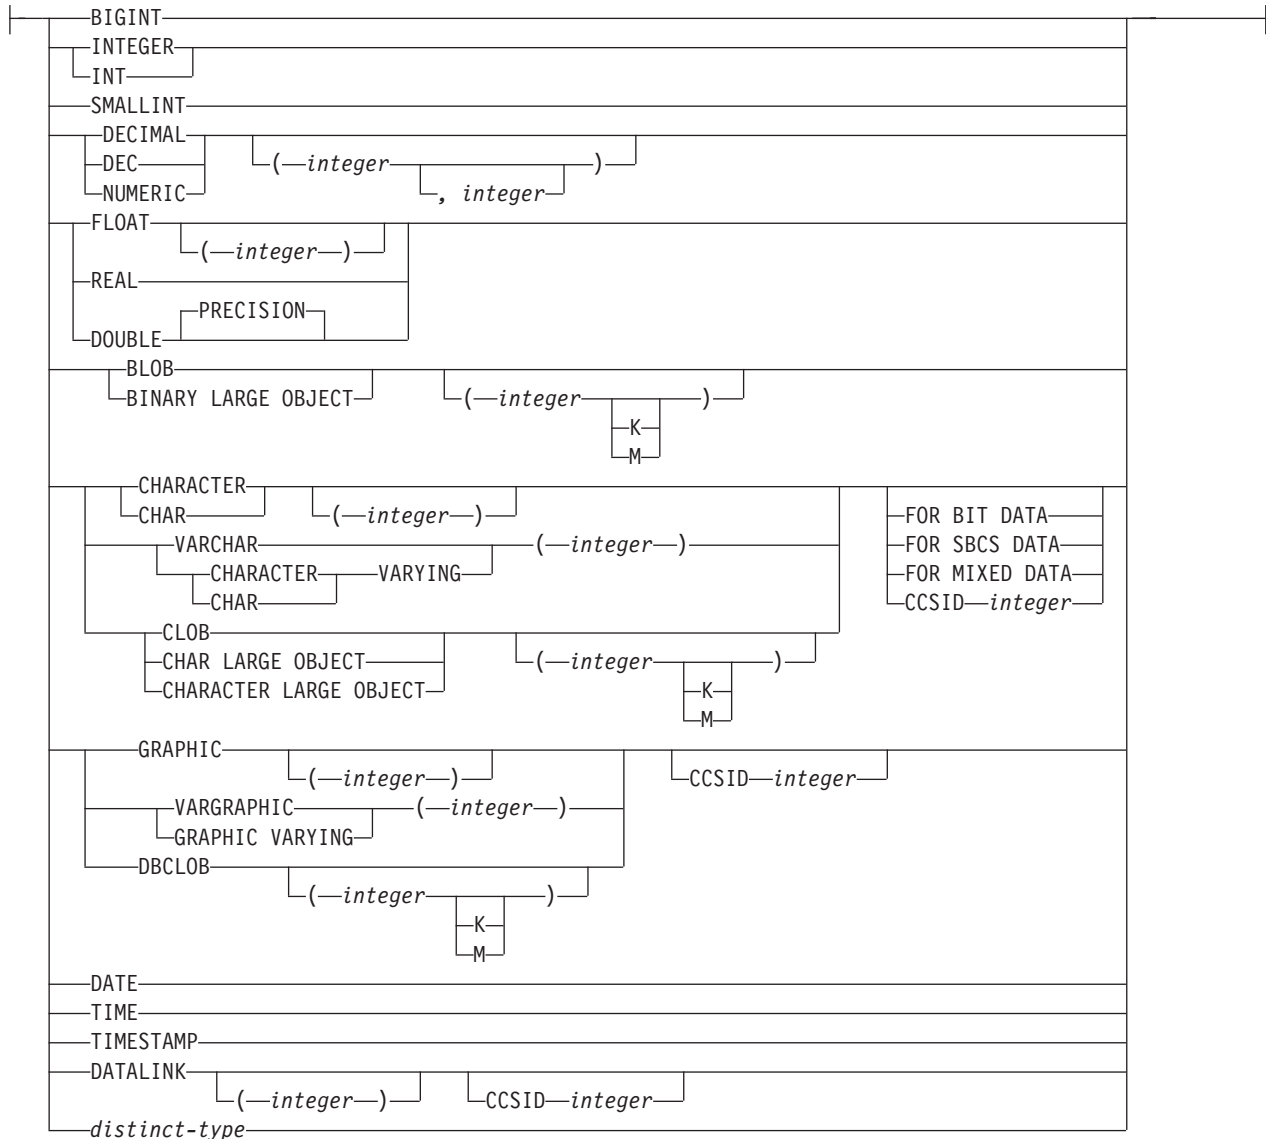 BIGINT
INTEGER
INT
SMALLINT
DECIMAL
DEC ( integer )
NUMERIC , integer
FLOAT
( integer )
REAL
PRECISION
DOUBLE
BLOB
BINARY LARGE OBJECT ( integer )
K
M
CHARACTER
CHAR ( integer ) FOR BIT DATA
VARCHAR ( integer ) FOR SBCS DATA
CHARACTER VARYING FOR MIXED DATA
CHAR CCSID integer
CLOB
CHAR LARGE OBJECT ( integer )
CHARACTER LARGE OBJECT K
M
GRAPHIC
( integer ) CCSID integer
VARGRAPHIC ( integer )
GRAPHIC VARYING
DBCLOB
( integer )
K
M
DATE
TIME
TIMESTAMP
DATALINK
( integer ) CCSID integer
distinct-type